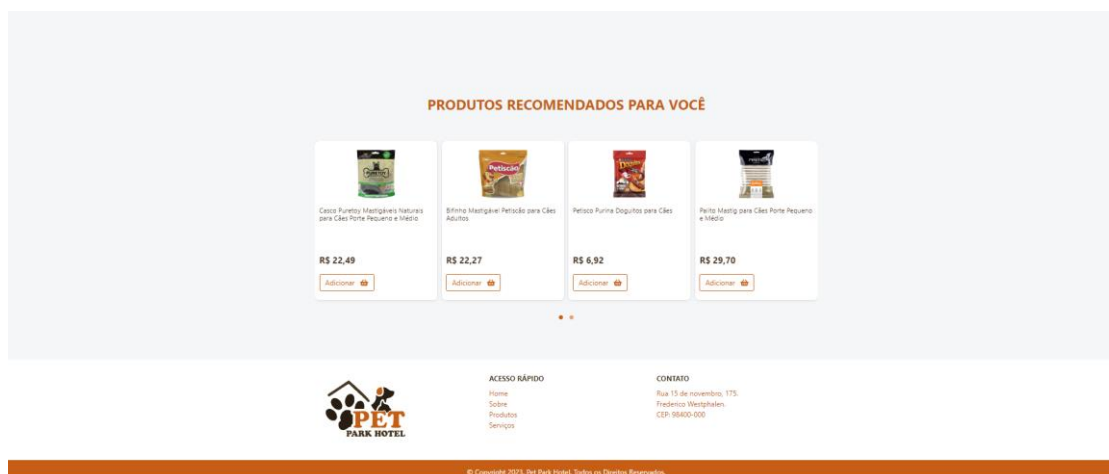 PRODUTOS RECOMENDADOS PARA VOCÊ
PURETOY
Casco Puretoy Mastigáveis Naturais
para Cães Porte Pequeno e Médio
R$ 22,49
Adicionar
Petiscão
Bifinho Mastigável Petiscão para Cães
Adultos
R$ 22,27
Adicionar
Doguitos
Petisco Purina Doguitos para Cães
R$ 6,92
Adicionar
Palito Mastig para Cães Porte Pequeno
e Médio
R$ 29,70
Adicionar
PET
PARK HOTEL
ACESSO RÁPIDO
Home
Sobre
Produtos
Serviços
CONTATO
Rua 15 de novembro, 175.
Frederico Westphalen.
CEP: 98400-000
© Copyright 2023. Pet Park Hotel. Todos os Direitos Reservados.